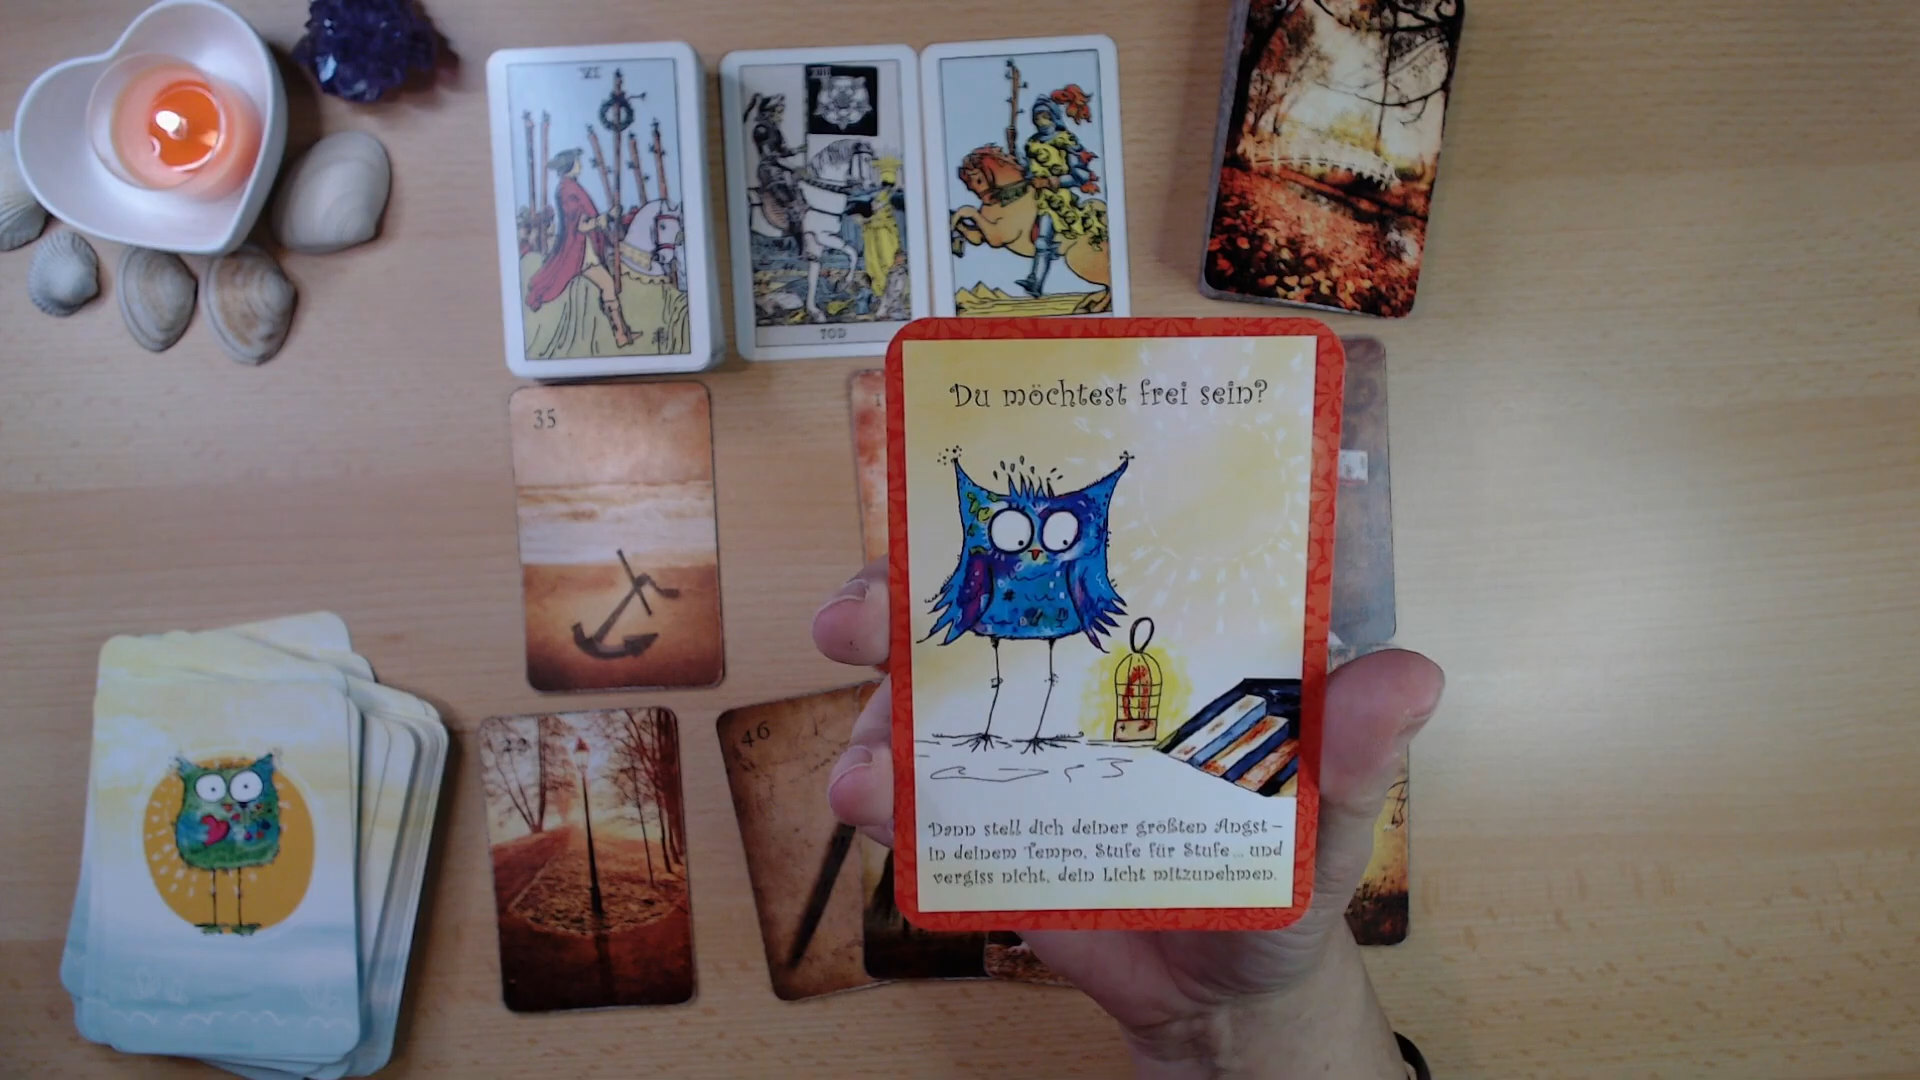 VI
XIII
TOD
35
Du möchtest frei sein?
46
Dann stell dich deiner größten Angst –
in deinem Tempo, Stufe für Stufe ... und
vergiss nicht, dein Licht mitzunehmen.